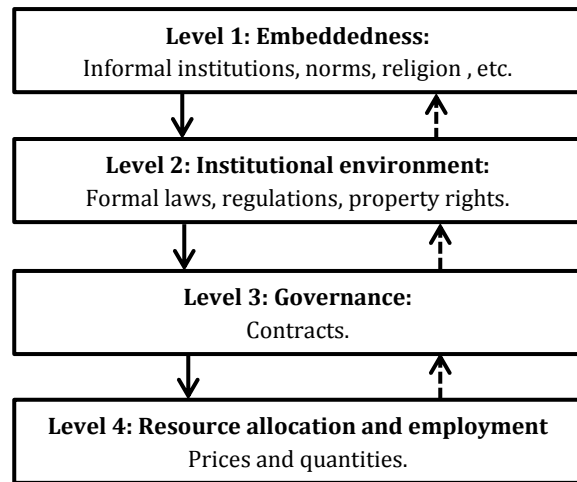 Level 1: Embeddedness:
Informal institutions, norms, religion , etc.
Level 2: Institutional environment:
Formal laws, regulations, property rights.
Level 3: Governance:
Contracts.
Level 4: Resource allocation and employment
Prices and quantities.